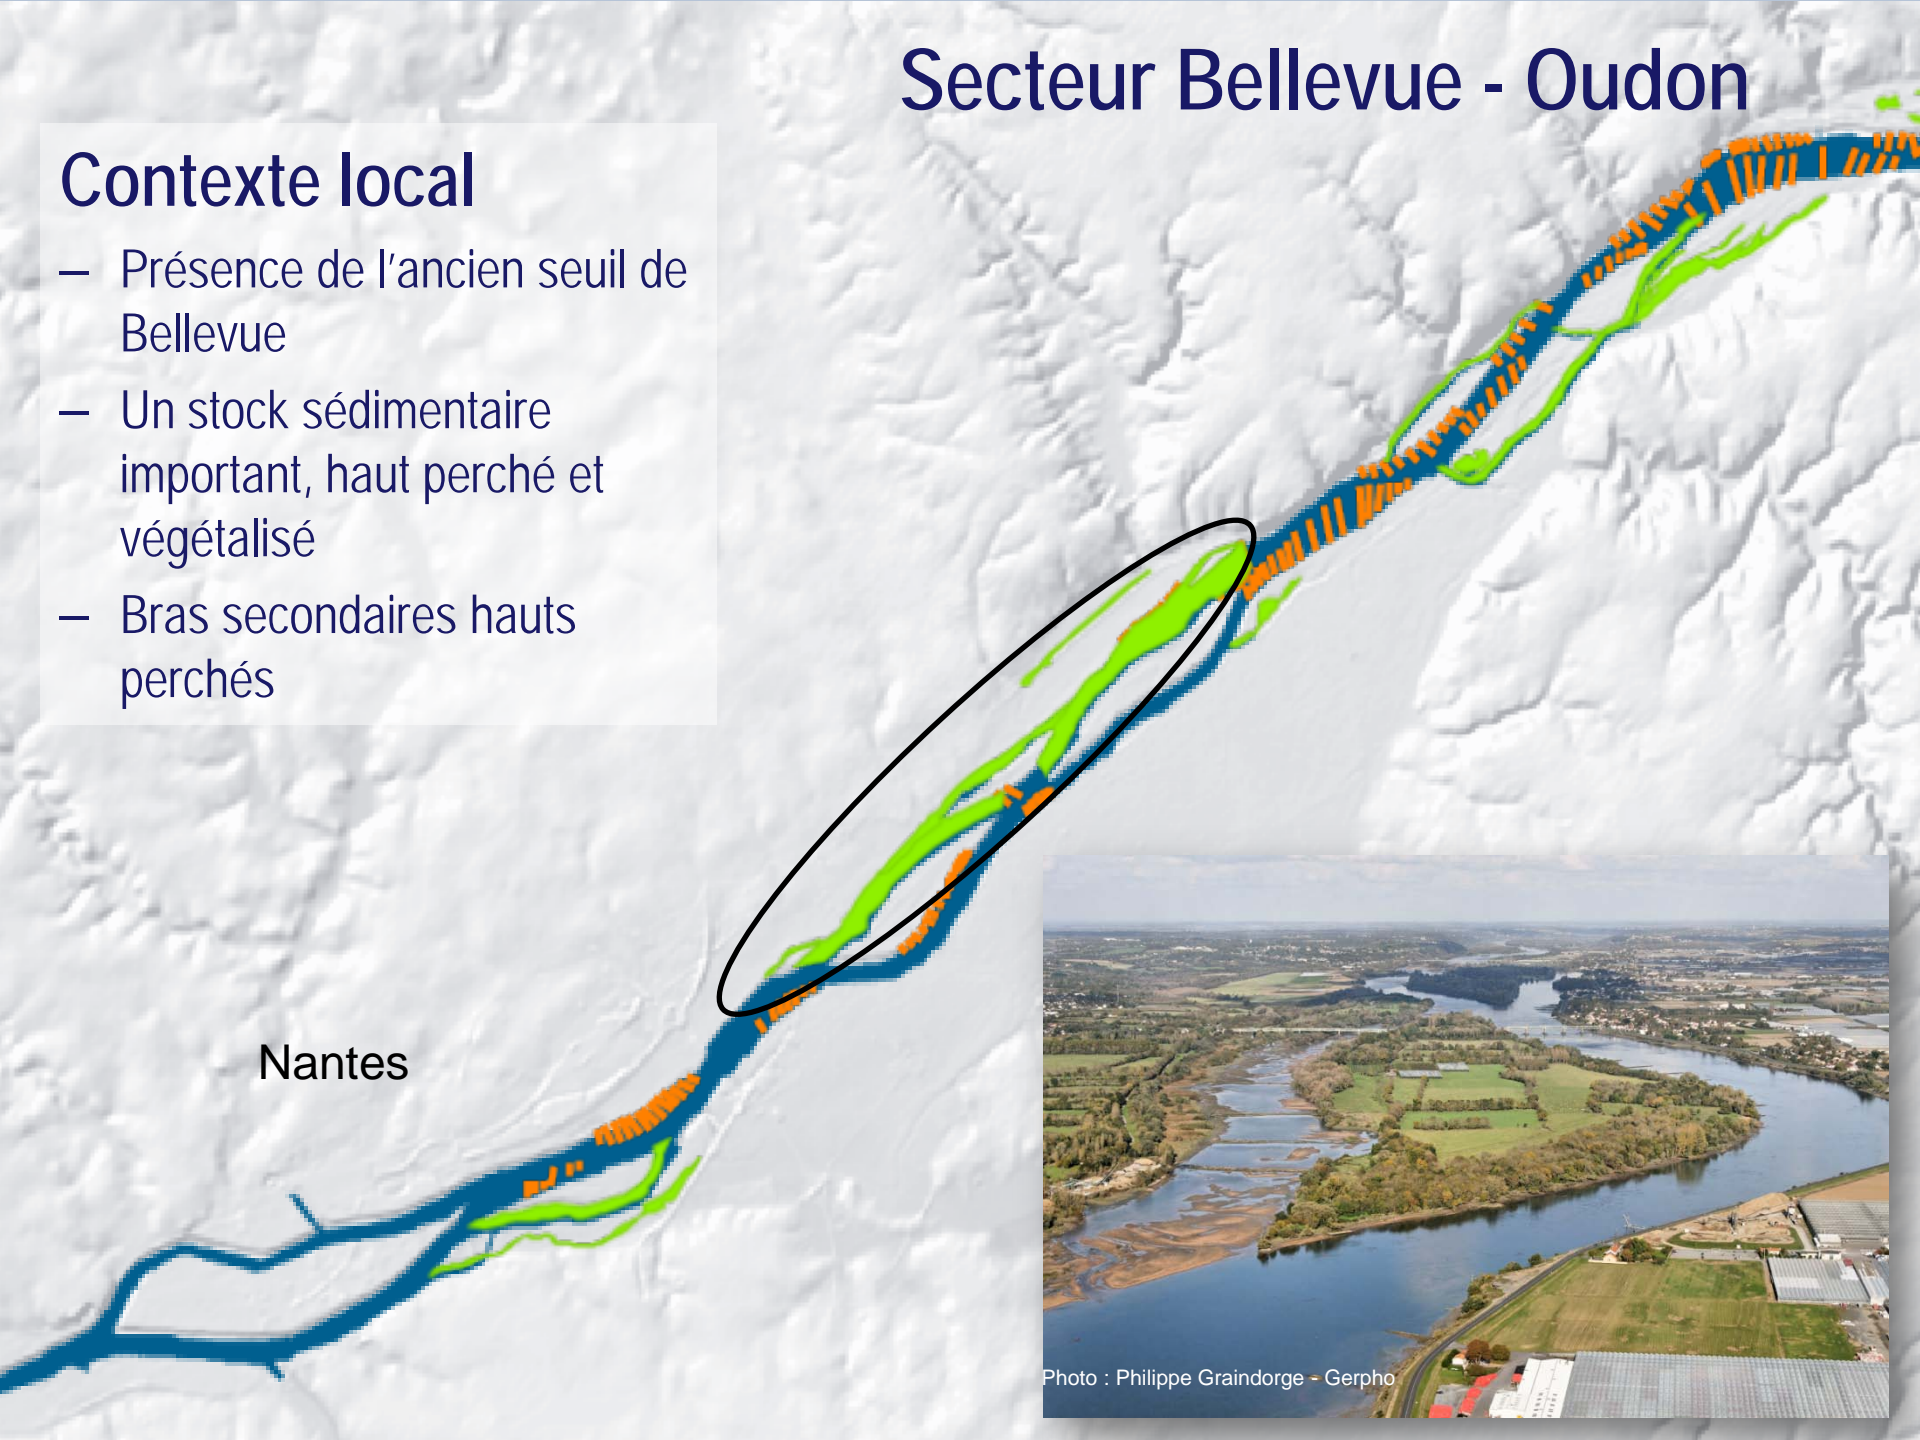 Secteur Bellevue - Oudon
Contexte local
– Présence de l’ancien seuil de
Bellevue
– Un stock sédimentaire
important, haut perché et
végétalisé
– Bras secondaires hauts
perchés
Nantes
Photo : Philippe Graindorge - Gerpho